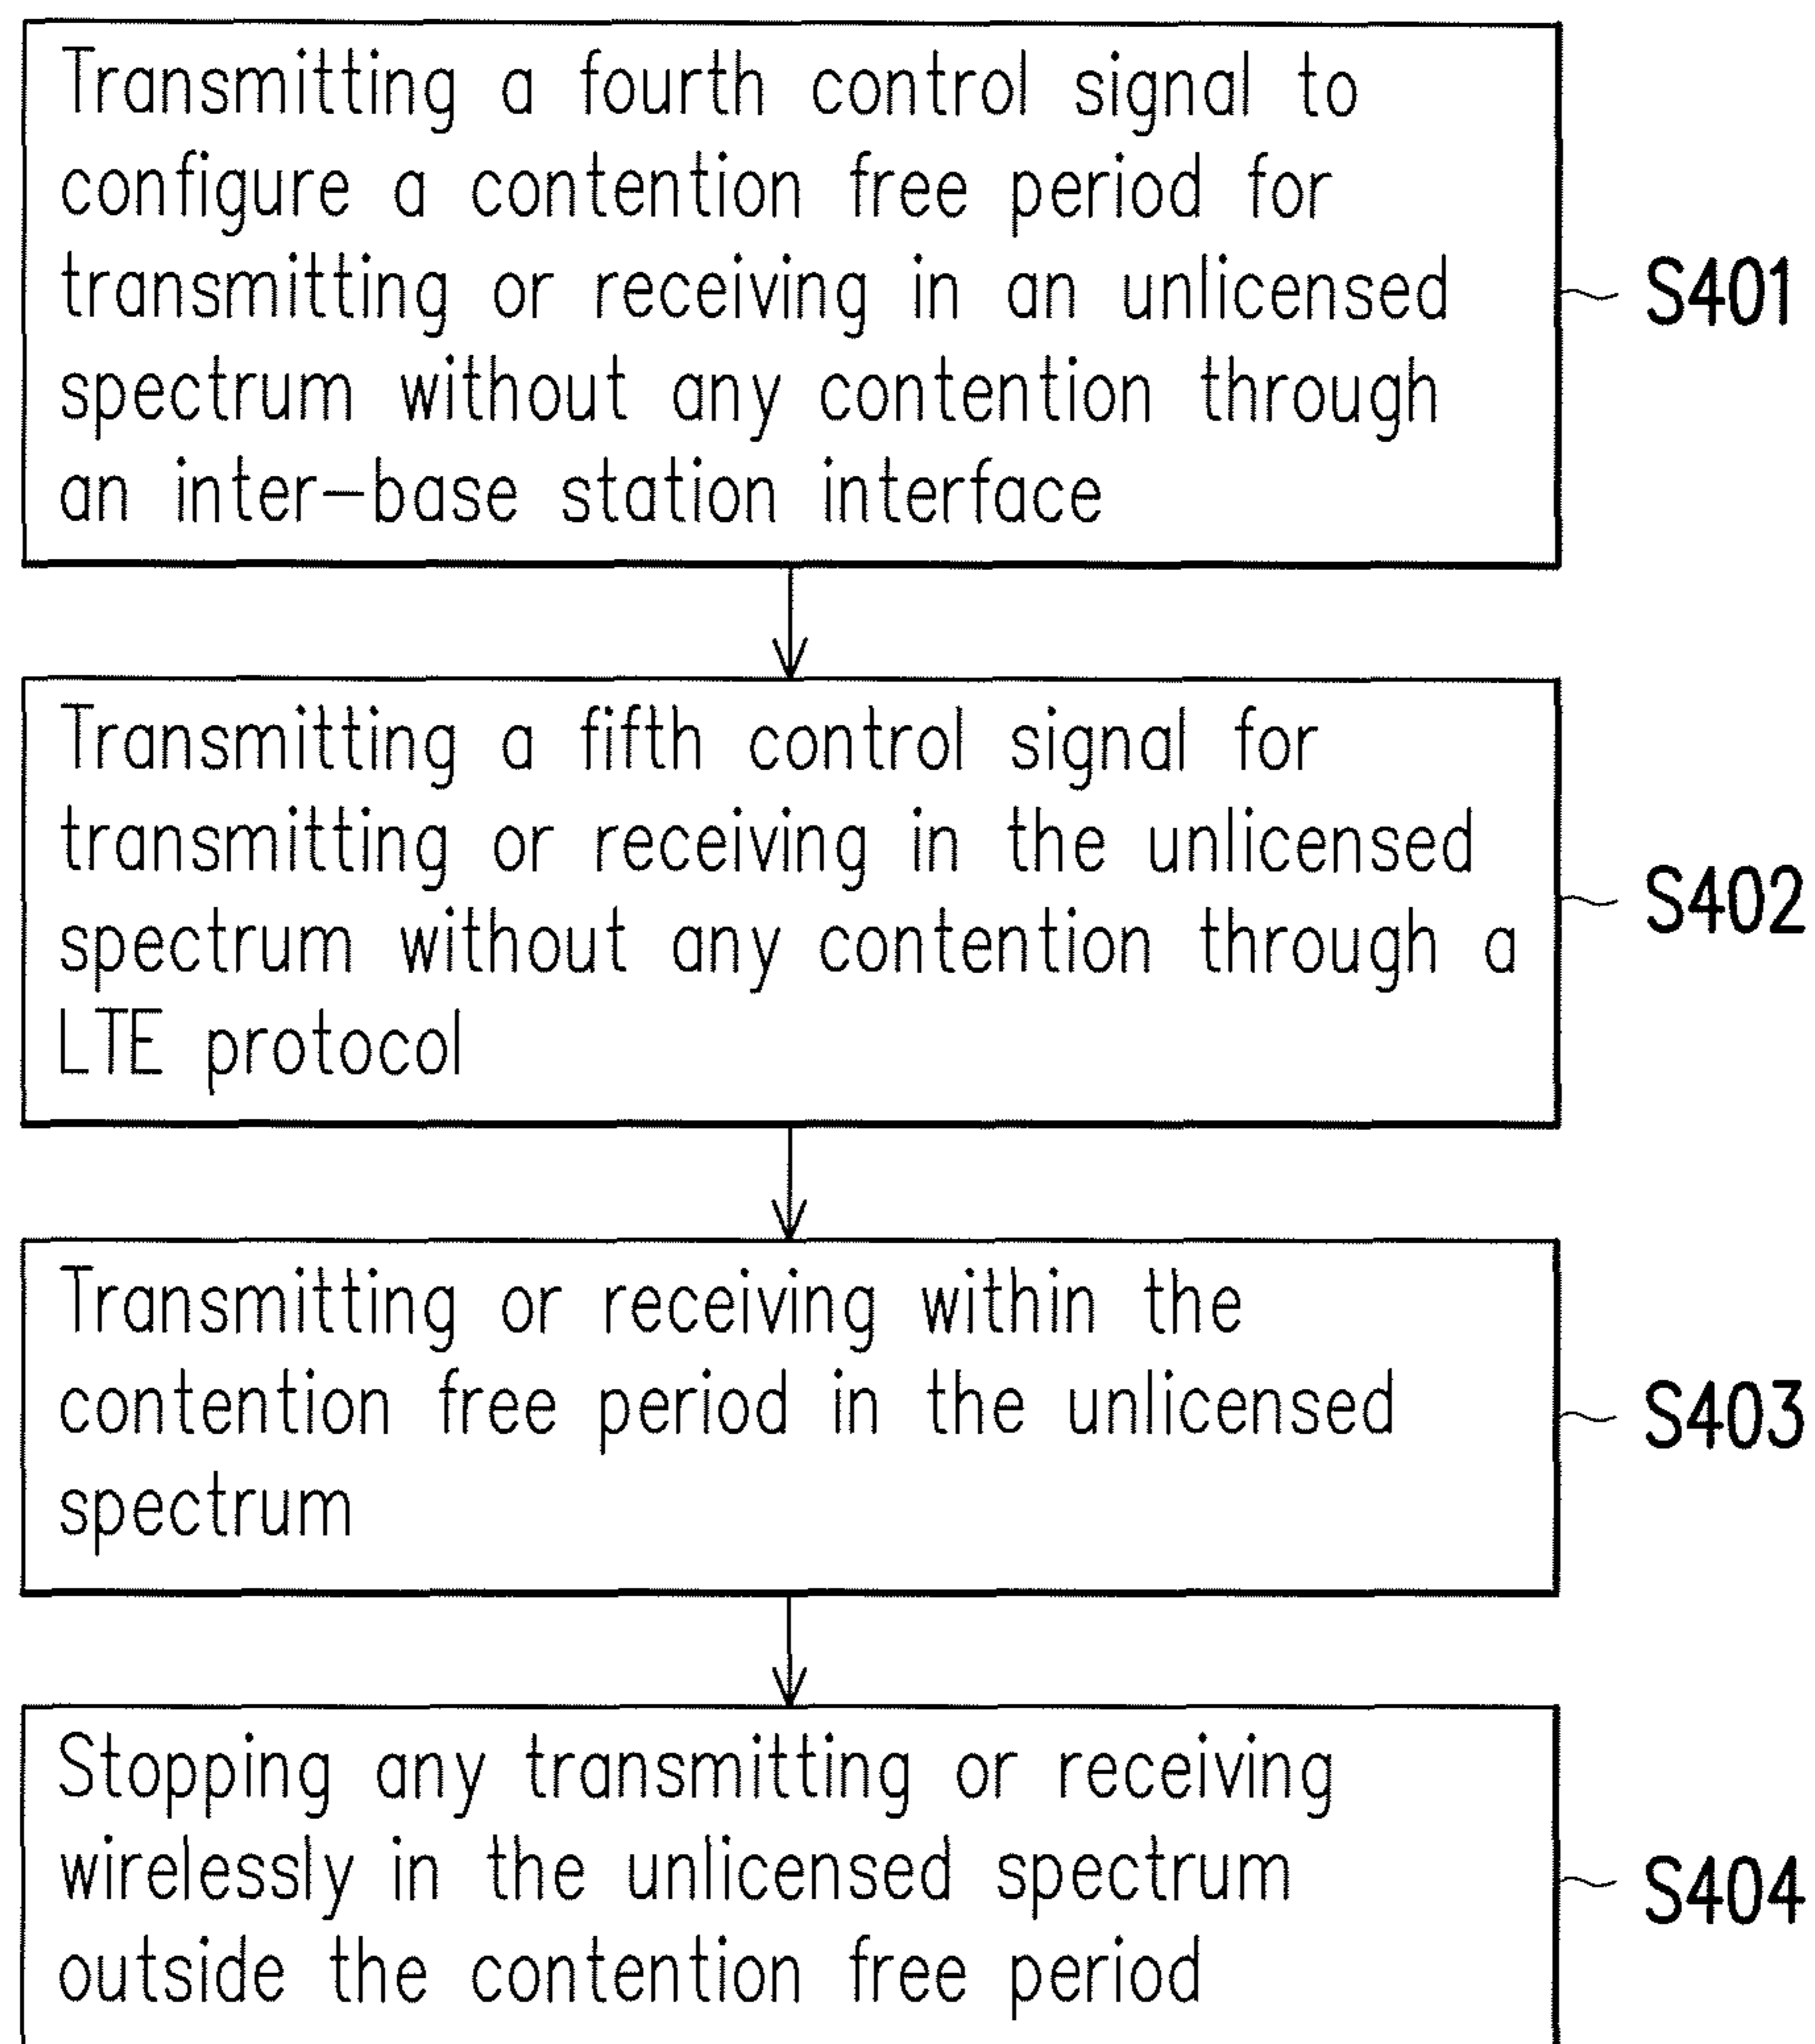 Transmitting a fourth control signal to
configure a contention free period for
transmitting or receiving in an unlicensed
spectrum without any contention through
an inter-base station interface
S401
Transmitting a fifth control signal for
transmitting or receiving in the unlicensed
spectrum without any contention through a
LTE protocol
S402
Transmitting or receiving within the
contention free period in the unlicensed
spectrum
S403
Stopping any transmitting or receiving
wirelessly in the unlicensed spectrum
outside the contention free period
S404